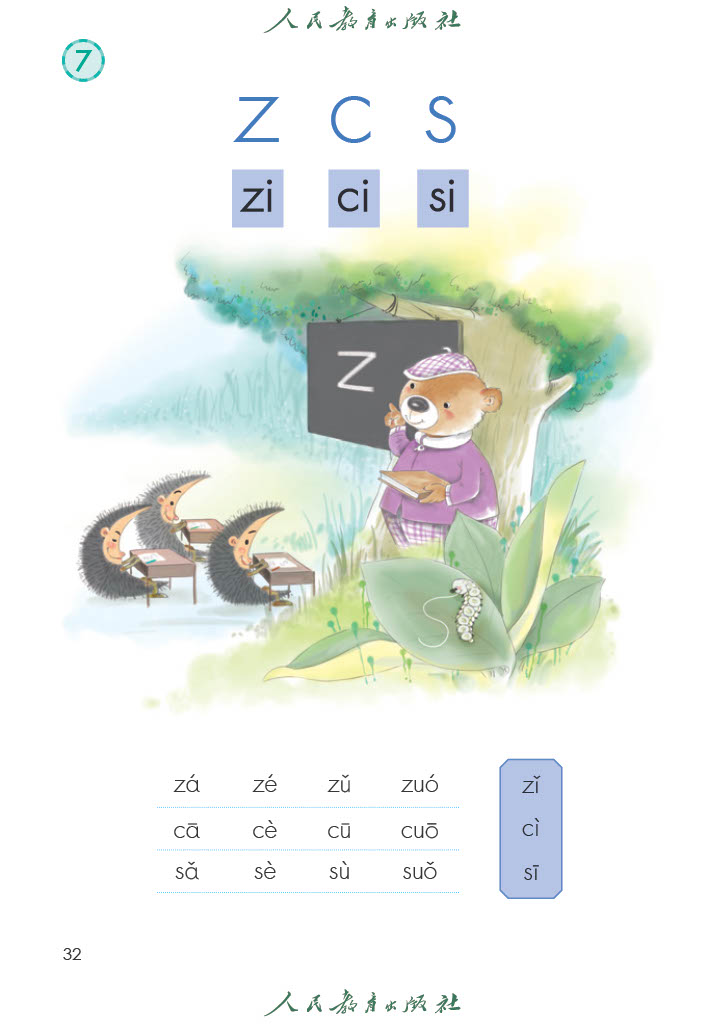 人民教育出版社
7
z c s
zi ci si
z
s
zá zé zǔ zuó
cā cè cū cuō
sǎ sè sù suǒ
zǐ
cì
sī
32
人民教育出版社